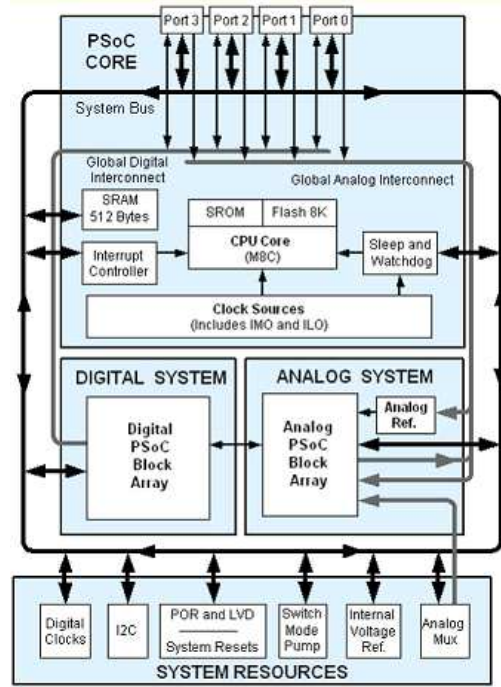 Port 3
Port 2
Port 1
Port 0
PSoC
CORE
System Bus
Global Digital
Interconnect
Global Analog Interconnect
SRAM
512 Bytes
SROM
Flash 8K
CPU Core
(M8C)
Interrupt
Controller
Sleep and
Watchdog
Clock Sources
(Includes IMO and ILO)
DIGITAL SYSTEM
Digital
PSoC
Block
Array
ANALOG SYSTEM
Analog
PSoC
Block
Array
Analog
Ref.
Digital
Clocks
I2C
POR and LVD
System Resets
Switch
Mode
Pump
Internal
Voltage
Ref.
Analog
Mux
SYSTEM RESOURCES